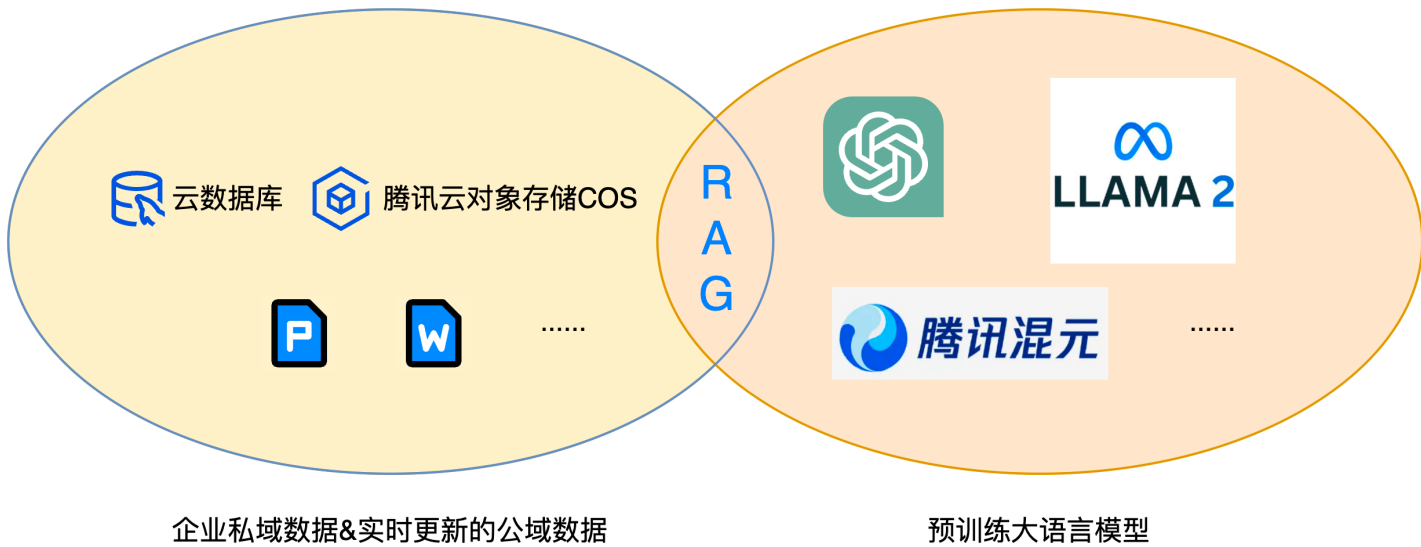 云数据库
腾讯云对象存储COS
P
W
……
R
A
G
LLAMA 2
腾讯混元
……
企业私域数据&实时更新的公域数据
预训练大语言模型